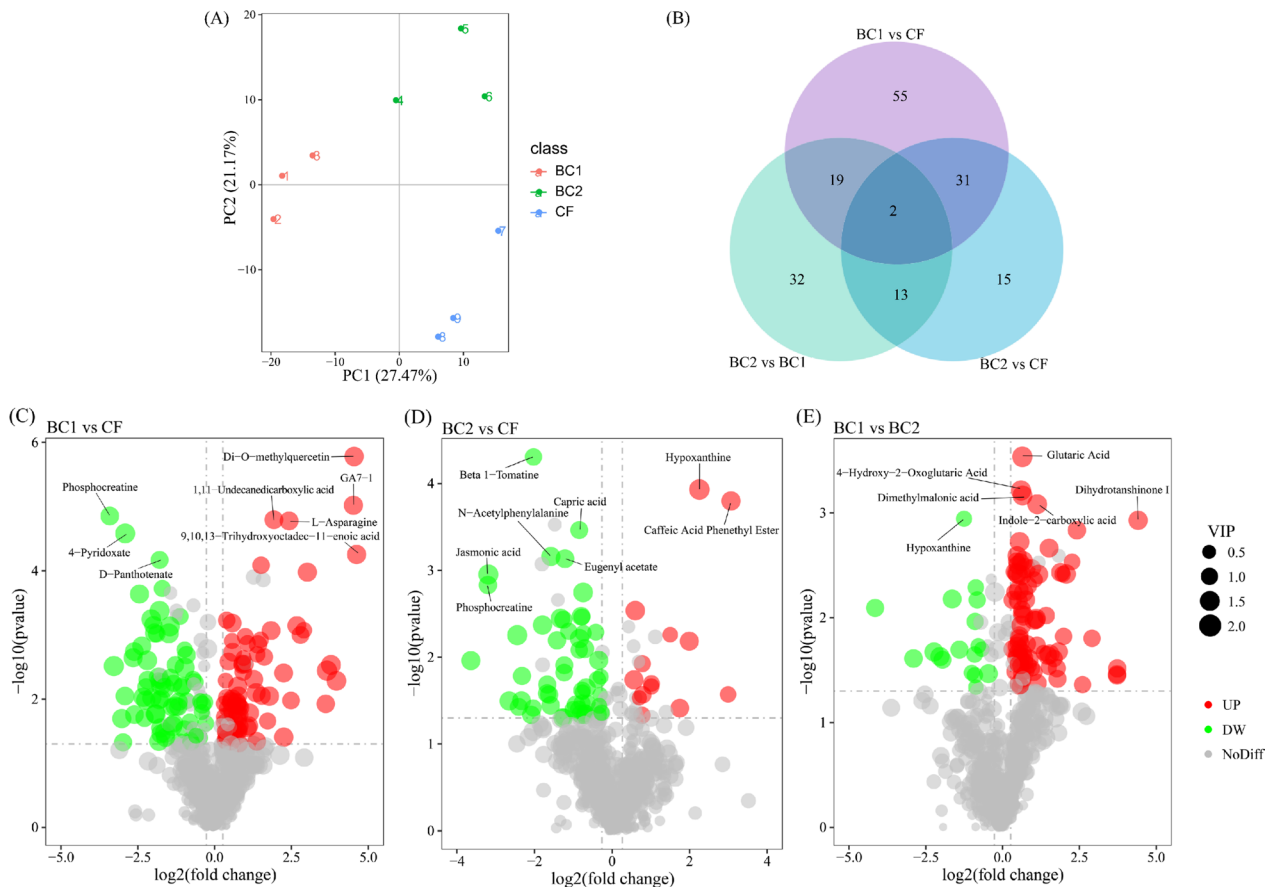 (A)
20
10
0
−10
−20
−10
0
10
PC2 (21.17%)
PC1 (27.47%)
1
2
3
4
5
6
7
8
9
class
BC1
BC2
CF
(B)
BC1 vs CF
55
19
31
2
32
13
15
BC2 vs BC1
BC2 vs CF
(C)
BC1 vs CF
6
4
2
0
−log10(pvalue)
Di−O−methylquercetin
GA7−1
Phosphocreatine
1,11−Undecanedicarboxylic acid
L−Asparagine
4−Pyridoxate
9,10,13−Trihydroxyoctadec−11−enoic acid
D−Panthotenate
−5.0
−2.5
0.0
2.5
5.0
log2(fold change)
(D)
BC2 vs CF
4
3
2
1
0
−log10(pvalue)
Beta 1−Tomatine
Hypoxanthine
Capric acid
N−Acetylphenylalanine
Caffeic Acid Phenethyl Ester
Jasmonic acid
Eugenyl acetate
Phosphocreatine
−4
−2
0
2
4
log2(fold change)
(E)
BC1 vs BC2
3
2
1
0
−log10(pvalue)
Glutaric Acid
4−Hydroxy−2−Oxoglutaric Acid
Dimethylmalonic acid
Dihydrotanshinone I
Indole−2−carboxylic acid
Hypoxanthine
−5.0
−2.5
0.0
2.5
5.0
log2(fold change)
VIP
0.5
1.0
1.5
2.0
UP
DW
NoDiff